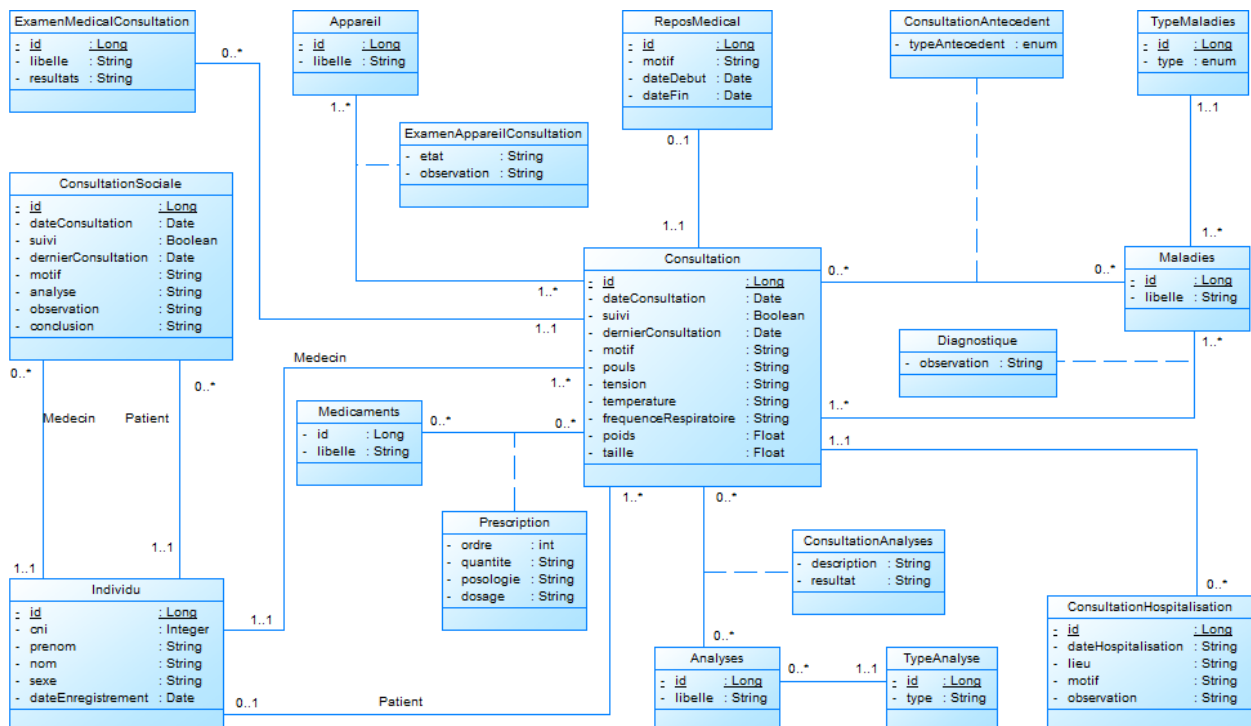 ExamenMedicalConsultation
- id : Long
- libelle : String
- resultats : String
0..*
Appareil
- id : Long
- libelle : String
1..*
ReposMedical
- id : Long
- motif : String
- dateDebut : Date
- dateFin : Date
0..1
ConsultationAntecedent
- typeAntecedent : enum
TypeMaladies
- id : Long
- type : enum
1..1
ExamenAppareilConsultation
- etat : String
- observation : String
ConsultationSociale
- id : Long
- dateConsultation : Date
- suivi : Boolean
- dernierConsultation : Date
- motif : String
- analyse : String
- observation : String
- conclusion : String
0..*
0..*
Medecin
Patient
1..1
1..1
1..1
Consultation
- id : Long
- dateConsultation : Date
- suivi : Boolean
- dernierConsultation : Date
- motif : String
- pouls : String
- tension : String
- temperature : String
- frequenceRespiratoire : String
- poids : Float
- taille : Float
1..*
1..1
0..*
0..*
1..*
Maladies
- id : Long
- libelle : String
1..*
Diagnostique
- observation : String
1..*
1..1
Medecin
1..*
Medicaments
- id : Long
- libelle : String
0..*
0..*
Prescription
- ordre : int
- quantite : String
- posologie : String
- dosage : String
1..*
0..*
ConsultationAnalyses
- description : String
- resultat : String
Individu
- id : Long
- cni : Integer
- prenom : String
- nom : String
- sexe : String
- dateEnregistrement : Date
1..1
0..1
Patient
0..*
Analyses
- id : Long
- libelle : String
0..*
1..1
TypeAnalyse
- id : Long
- type : String
0..*
ConsultationHospitalisation
- id : Long
- dateHospitalisation : String
- lieu : String
- motif : String
- observation : String